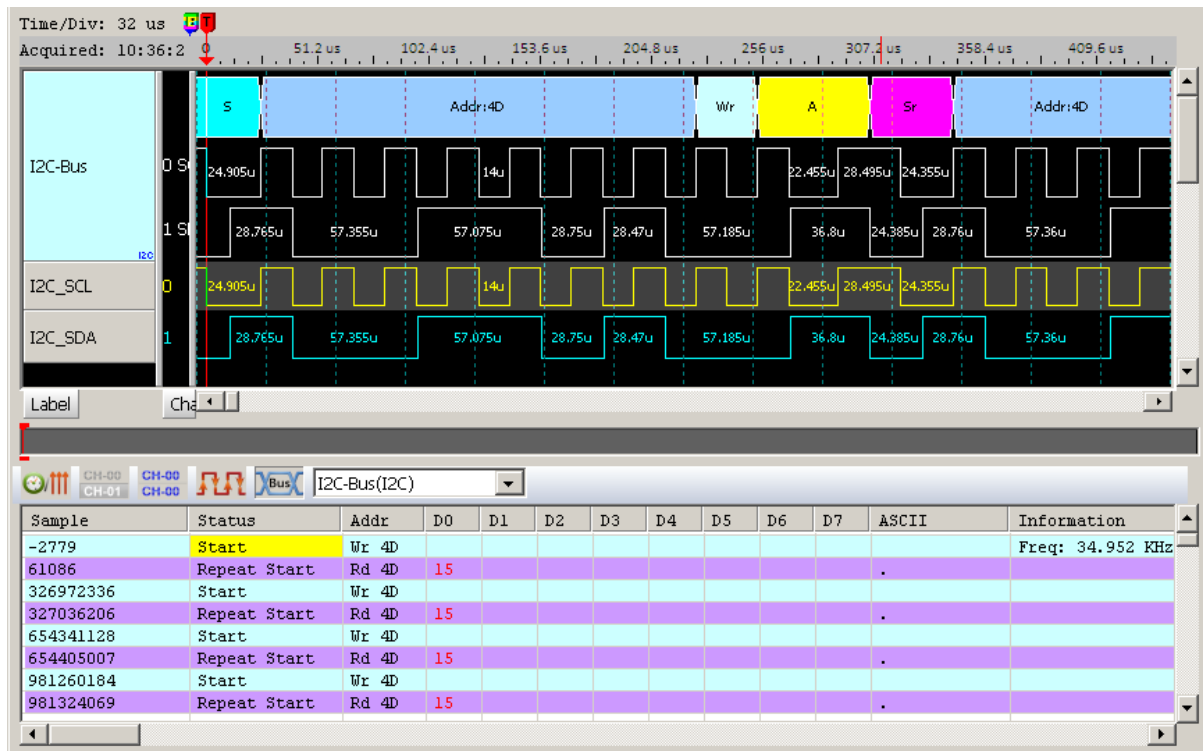 Time/Div: 32 us
T
Acquired: 10:36:2 0 51.2 us 102.4 us 153.6 us 204.8 us 256 us 307.2 us 358.4 us 409.6 us
S Addr:4D Wr A Sr Addr:4D
I2C-Bus 0 S 24.905u 14u 22.455u 28.495u 24.355u
1 S 28.765u 57.355u 57.075u 28.75u 28.47u 57.185u 36.8u 24.385u 28.76u 57.36u
I2C
I2C_SCL 0 24.905u 14u 22.455u 28.495u 24.355u
I2C_SDA 1 28.765u 57.355u 57.075u 28.75u 28.47u 57.185u 36.8u 24.385u 28.76u 57.36u
Label Cha
CH-00 CH-01 CH-00 CH-00 Bus I2C-Bus(I2C)
Sample Status Addr D0 D1 D2 D3 D4 D5 D6 D7 ASCII Information
-2779 Start Wr 4D Freq: 34.952 KHz
61086 Repeat Start Rd 4D 15 .
326972336 Start Wr 4D
327036206 Repeat Start Rd 4D 15 .
654341128 Start Wr 4D
654405007 Repeat Start Rd 4D 15 .
981260184 Start Wr 4D
981324069 Repeat Start Rd 4D 15 .